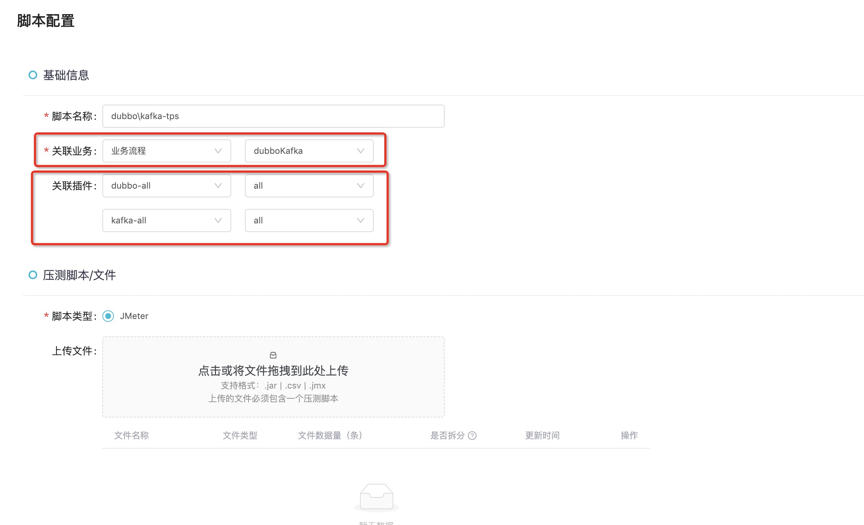 脚本配置
基础信息
* 脚本名称: dubbo\kafka-tps
* 关联业务: 业务流程 dubboKafka
关联插件: dubbo-all all
kafka-all all
压测脚本/文件
* 脚本类型: JMeter
上传文件:
点击或将文件拖拽到此处上传
支持格式: .jar | .csv | .jmx
上传的文件必须包含一个压测脚本
文件名称 文件类型 文件数据量（条） 是否拆分 ? 更新时间 操作